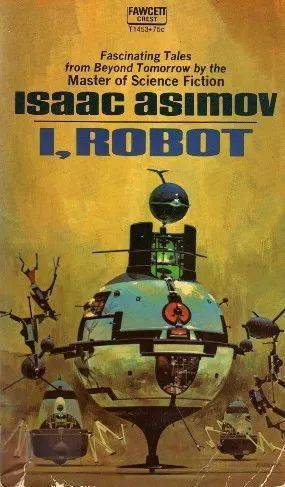 FAWCETT
CREST
T1453•75c
Fascinating Tales
from Beyond Tomorrow by the
Master of Science Fiction
ISAAC ASIMOV
I, ROBOT